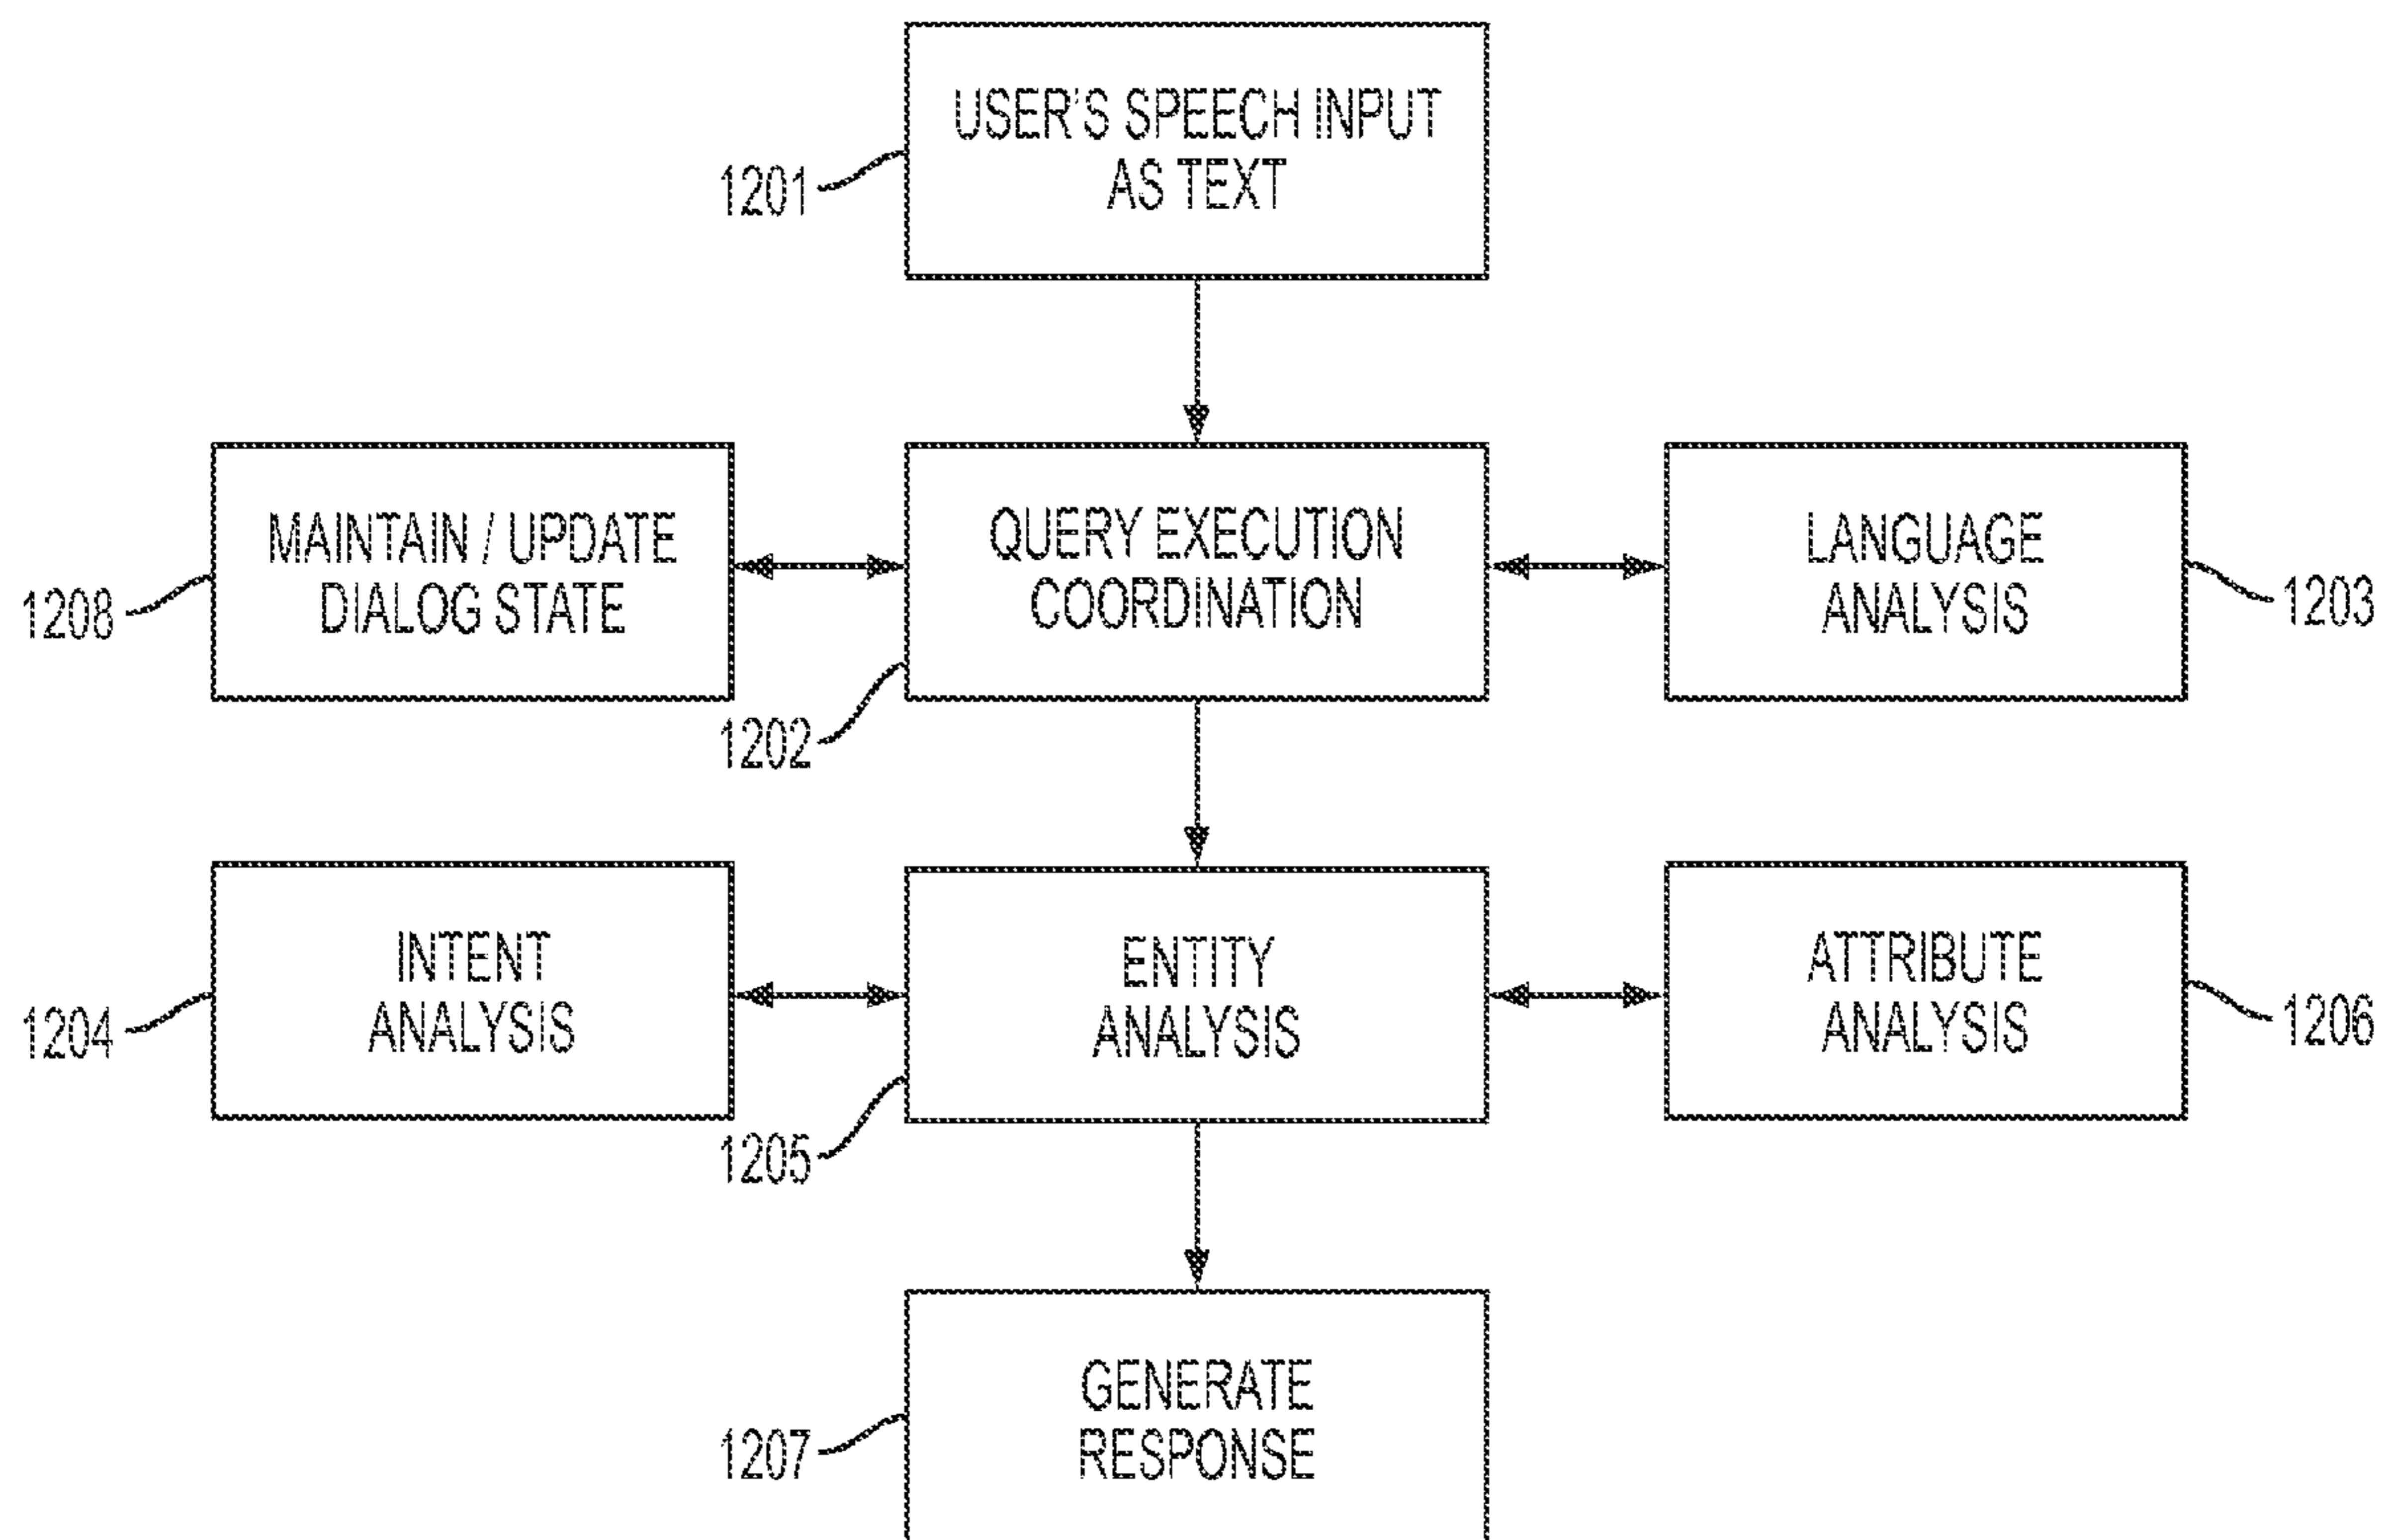 USER'S SPEECH INPUT
AS TEXT
1201
MAINTAIN / UPDATE
DIALOG STATE
1208
QUERY EXECUTION
COORDINATION
1202
LANGUAGE
ANALYSIS
1203
INTENT
ANALYSIS
1204
ENTITY
ANALYSIS
1205
ATTRIBUTE
ANALYSIS
1206
GENERATE
RESPONSE
1207